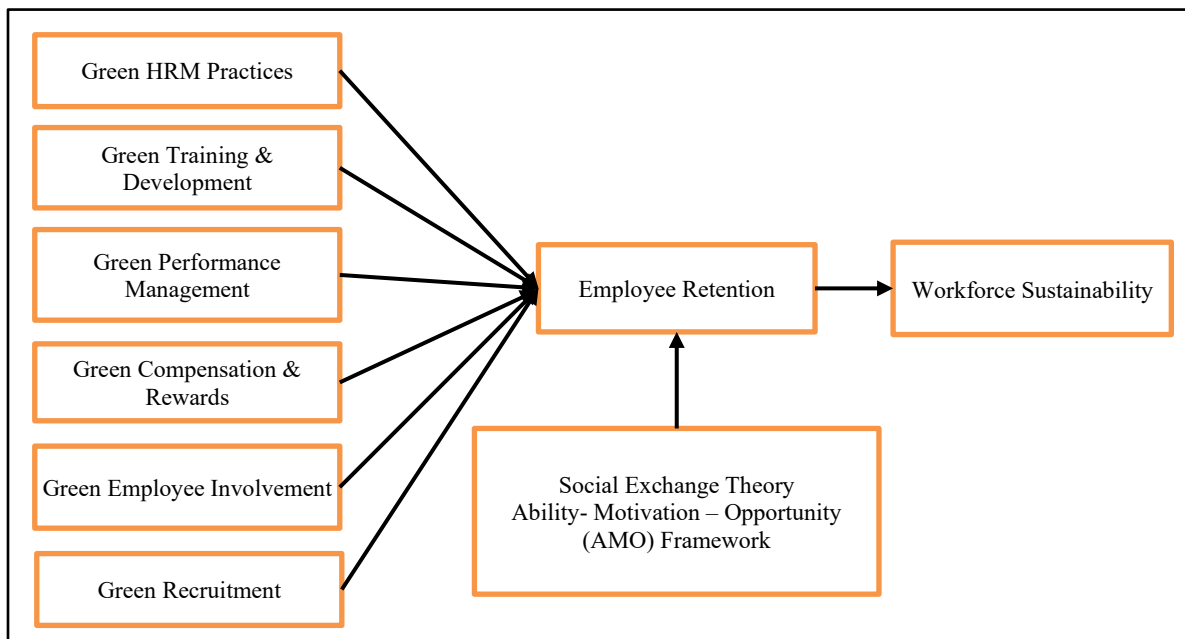 Green HRM Practices
Green Training &
Development
Green Performance
Management
Green Compensation &
Rewards
Green Employee Involvement
Green Recruitment
Employee Retention
Workforce Sustainability
Social Exchange Theory
Ability- Motivation – Opportunity
(AMO) Framework